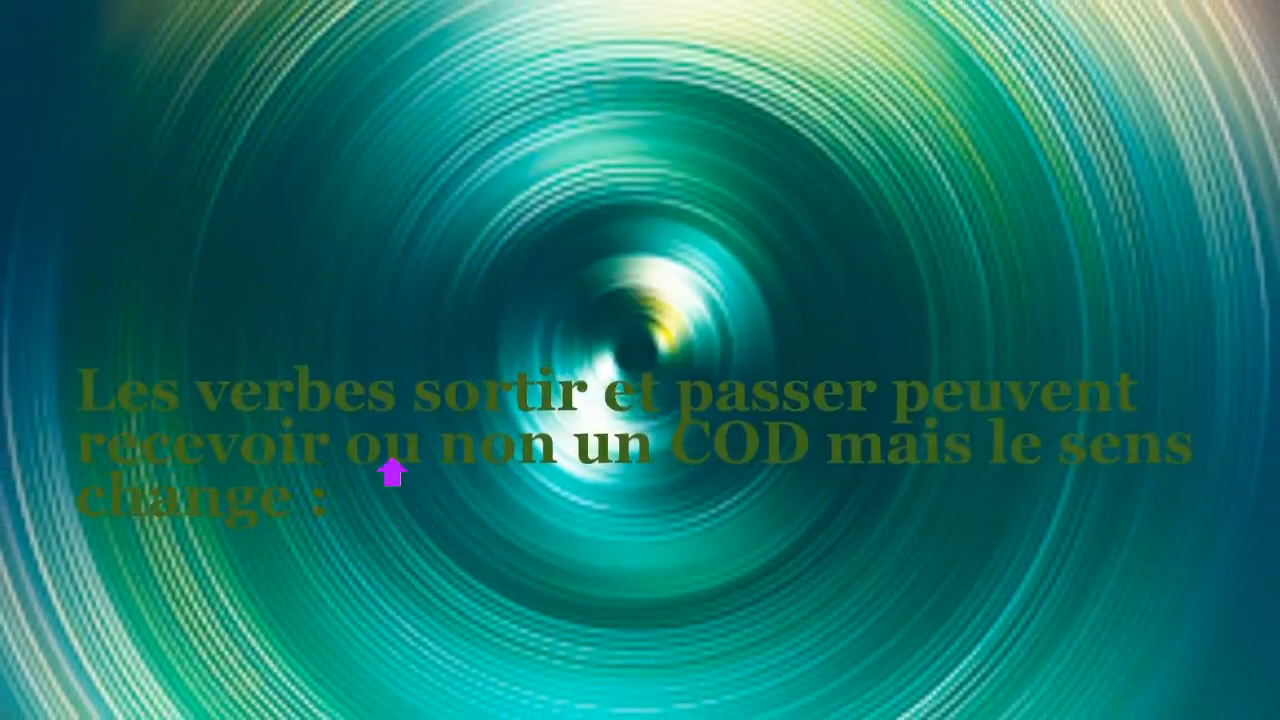 Les verbes sortir et passer peuvent
recevoir ou non un COD mais le sens
change :